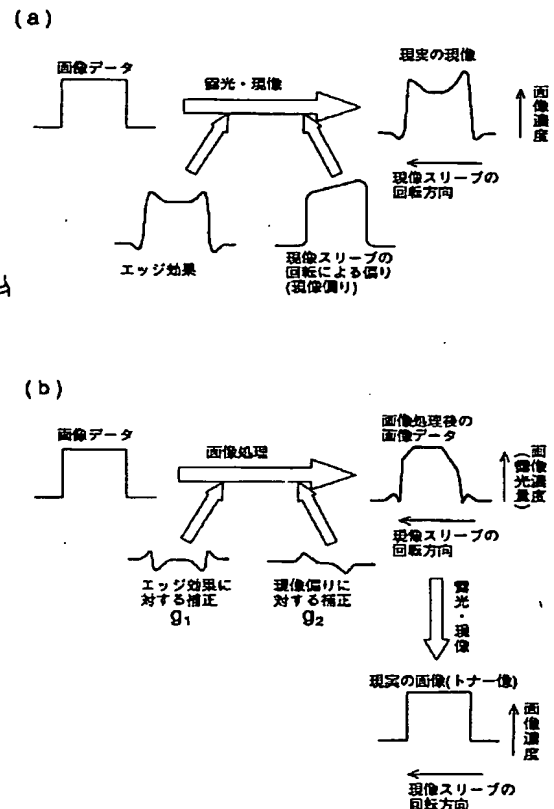 (a)
画像データ
露光・現像
現実の現像
画像濃度
現像スリーブの
回転方向
エッジ効果
現像スリーブの
回転による偏り
(現像偏り)
(b)
画像データ
画像処理
画像処理後の
画像データ
画像濃度
(露光量)
現像スリーブの
回転方向
エッジ効果に
対する補正
g₁
現像偏りに
対する補正
g₂
露光・現像
現実の画像(トナー像)
画像濃度
現像スリーブの
回転方向